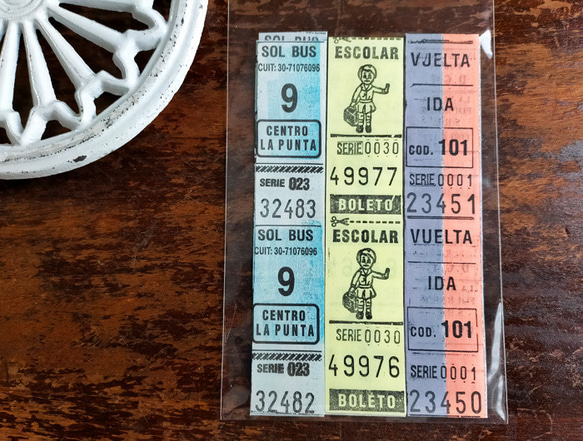 SOL BUS
SOL BUS
CUIT: 30-71076096
9
CENTRO
LA PUNTA
SERIE 023
32483
SOL BUS
CUIT: 30-71076096
9
CENTRO
LA PUNTA
SERIE 023
32482
ESCOLAR
SERIE 0030
49977
BOLETO
ESCOLAR
SERIE 0030
49976
BOLETO
VUELTA
IDA
COD. 101
SERIE 0001
23451
VUELTA
IDA
COD. 101
SERIE 0001
23450